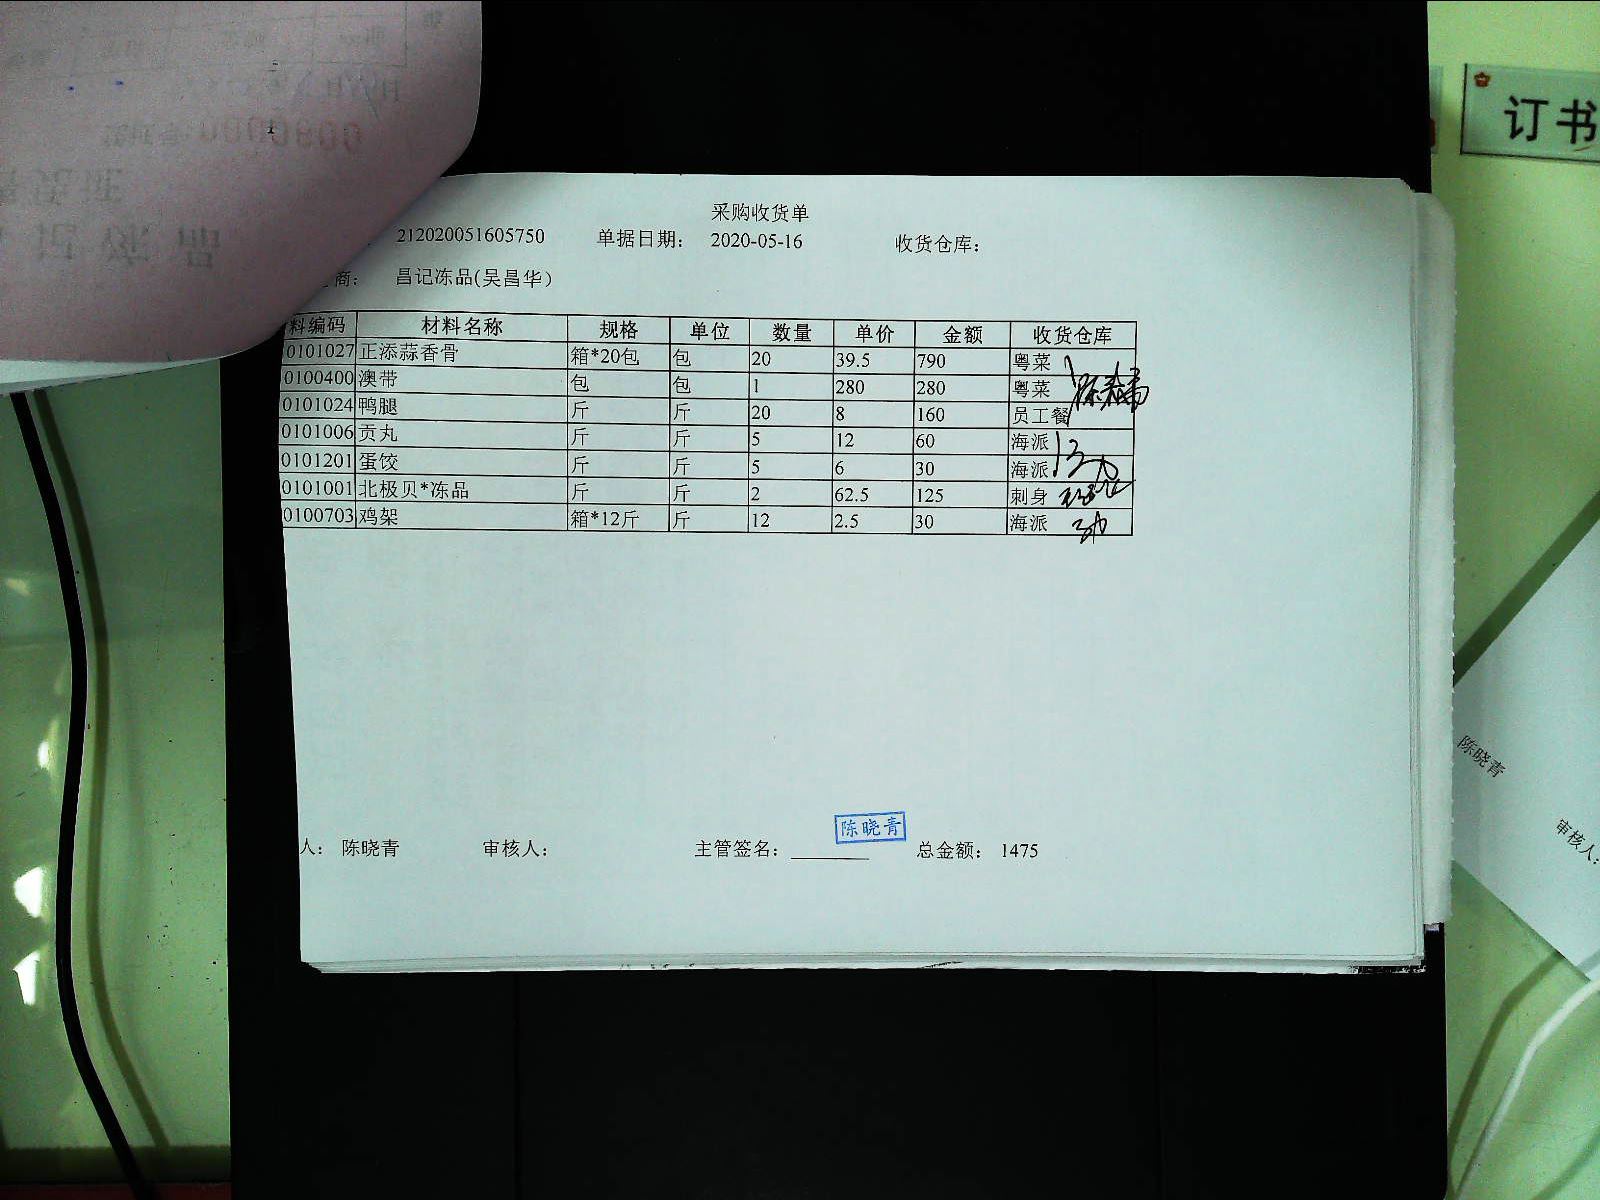 采购收货单
212020051605750 单据日期： 2020-05-16 收货仓库：
商： 昌记冻品(吴昌华)
料编码 材料名称 规格 单位 数量 单价 金额 收货仓库
0101027 正添蒜香骨 箱*20包 包 20 39.5 790 粤菜
0100400 澳带 包 包 1 280 280 粤菜
0101024 鸭腿 斤 斤 20 8 160 员工餐
0101006 贡丸 斤 斤 5 12 60 海派
0101201 蛋饺 斤 斤 5 6 30 海派
0101001 北极贝*冻品 斤 斤 2 62.5 125 刺身
0100703 鸡架 箱*12斤 斤 12 2.5 30 海派
陈晓青
人： 陈晓青 审核人： 主管签名： 总金额： 1475
订书
陈晓青
审核人：